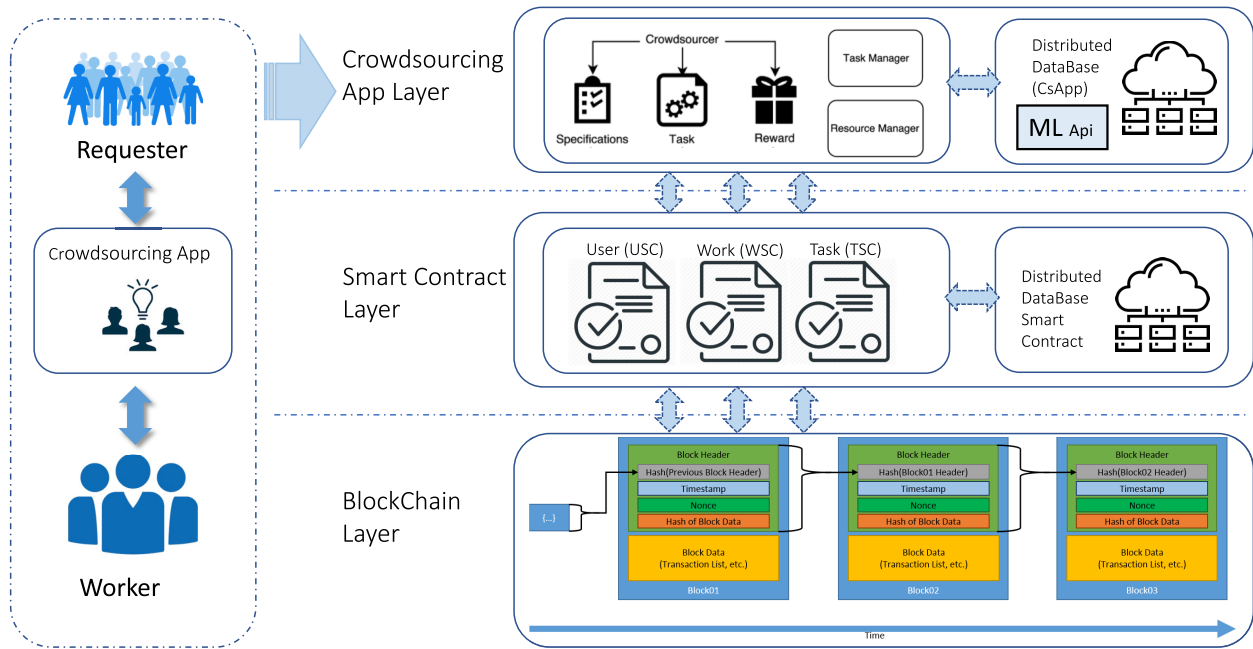 Requester
Crowdsourcing App
Worker
Crowdsourcing
App Layer
Crowdsourcer
Specifications
Task
Reward
Task Manager
Resource Manager
Distributed
DataBase
(CsApp)
ML Api
Smart Contract
Layer
User (USC)
Work (WSC)
Task (TSC)
Distributed
DataBase
Smart
Contract
BlockChain
Layer
{...}
Block Header
Hash(Previous Block Header)
Timestamp
Nonce
Hash of Block Data
Block Data
(Transaction List, etc.)
Block01
Block Header
Hash(Block01 Header)
Timestamp
Nonce
Hash of Block Data
Block Data
(Transaction List, etc.)
Block02
Block Header
Hash(Block02 Header)
Timestamp
Nonce
Hash of Block Data
Block Data
(Transaction List, etc.)
Block03
Time